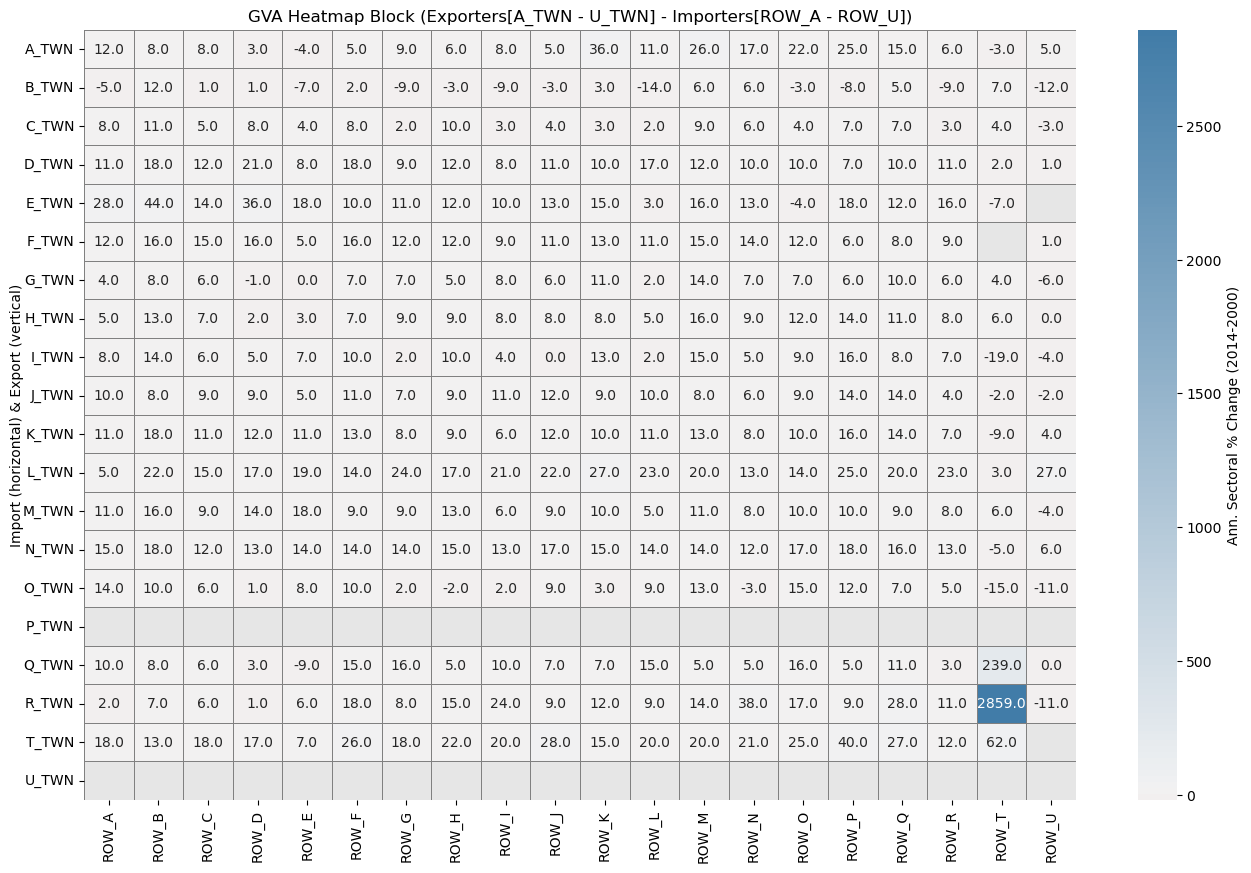 GVA Heatmap Block (Exporters[A_TWN - U_TWN] - Importers[ROW_A - ROW_U])
Import (horizontal) & Export (vertical)
A_TWN 12.0 8.0 8.0 3.0 -4.0 5.0 9.0 6.0 8.0 5.0 36.0 11.0 26.0 17.0 22.0 25.0 15.0 6.0 -3.0 5.0
B_TWN -5.0 12.0 1.0 1.0 -7.0 2.0 -9.0 -3.0 -9.0 -3.0 3.0 -14.0 6.0 6.0 -3.0 -8.0 5.0 -9.0 7.0 -12.0
C_TWN 8.0 11.0 5.0 8.0 4.0 8.0 2.0 10.0 3.0 4.0 3.0 2.0 9.0 6.0 4.0 7.0 7.0 3.0 4.0 -3.0
D_TWN 11.0 18.0 12.0 21.0 8.0 18.0 9.0 12.0 8.0 11.0 10.0 17.0 12.0 10.0 10.0 7.0 10.0 11.0 2.0 1.0
E_TWN 28.0 44.0 14.0 36.0 18.0 10.0 11.0 12.0 10.0 13.0 15.0 3.0 16.0 13.0 -4.0 18.0 12.0 16.0 -7.0
F_TWN 12.0 16.0 15.0 16.0 5.0 16.0 12.0 12.0 9.0 11.0 13.0 11.0 15.0 14.0 12.0 6.0 8.0 9.0 1.0
G_TWN 4.0 8.0 6.0 -1.0 0.0 7.0 7.0 5.0 8.0 6.0 11.0 2.0 14.0 7.0 7.0 6.0 10.0 6.0 4.0 -6.0
H_TWN 5.0 13.0 7.0 2.0 3.0 7.0 9.0 9.0 8.0 8.0 8.0 5.0 16.0 9.0 12.0 14.0 11.0 8.0 6.0 0.0
I_TWN 8.0 14.0 6.0 5.0 7.0 10.0 2.0 10.0 4.0 0.0 13.0 2.0 15.0 5.0 9.0 16.0 8.0 7.0 -19.0 -4.0
J_TWN 10.0 8.0 9.0 9.0 5.0 11.0 7.0 9.0 11.0 12.0 9.0 10.0 8.0 6.0 9.0 14.0 14.0 4.0 -2.0 -2.0
K_TWN 11.0 18.0 11.0 12.0 11.0 13.0 8.0 9.0 6.0 12.0 10.0 11.0 13.0 8.0 10.0 16.0 14.0 7.0 -9.0 4.0
L_TWN 5.0 22.0 15.0 17.0 19.0 14.0 24.0 17.0 21.0 22.0 27.0 23.0 20.0 13.0 14.0 25.0 20.0 23.0 3.0 27.0
M_TWN 11.0 16.0 9.0 14.0 18.0 9.0 9.0 13.0 6.0 9.0 10.0 5.0 11.0 8.0 10.0 10.0 9.0 8.0 6.0 -4.0
N_TWN 15.0 18.0 12.0 13.0 14.0 14.0 14.0 15.0 13.0 17.0 15.0 14.0 14.0 12.0 17.0 18.0 16.0 13.0 -5.0 6.0
O_TWN 14.0 10.0 6.0 1.0 8.0 10.0 2.0 -2.0 2.0 9.0 3.0 9.0 13.0 -3.0 15.0 12.0 7.0 5.0 -15.0 -11.0
P_TWN
Q_TWN 10.0 8.0 6.0 3.0 -9.0 15.0 16.0 5.0 10.0 7.0 7.0 15.0 5.0 5.0 16.0 5.0 11.0 3.0 239.0 0.0
R_TWN 2.0 7.0 6.0 1.0 6.0 18.0 8.0 15.0 24.0 9.0 12.0 9.0 14.0 38.0 17.0 9.0 28.0 11.0 2859.0 -11.0
T_TWN 18.0 13.0 18.0 17.0 7.0 26.0 18.0 22.0 20.0 28.0 15.0 20.0 20.0 21.0 25.0 40.0 27.0 12.0 62.0
U_TWN
ROW_A ROW_B ROW_C ROW_D ROW_E ROW_F ROW_G ROW_H ROW_I ROW_J ROW_K ROW_L ROW_M ROW_N ROW_O ROW_P ROW_Q ROW_R ROW_T ROW_U
2500
2000
1500
1000
500
0
Ann. Sectoral % Change (2014-2000)